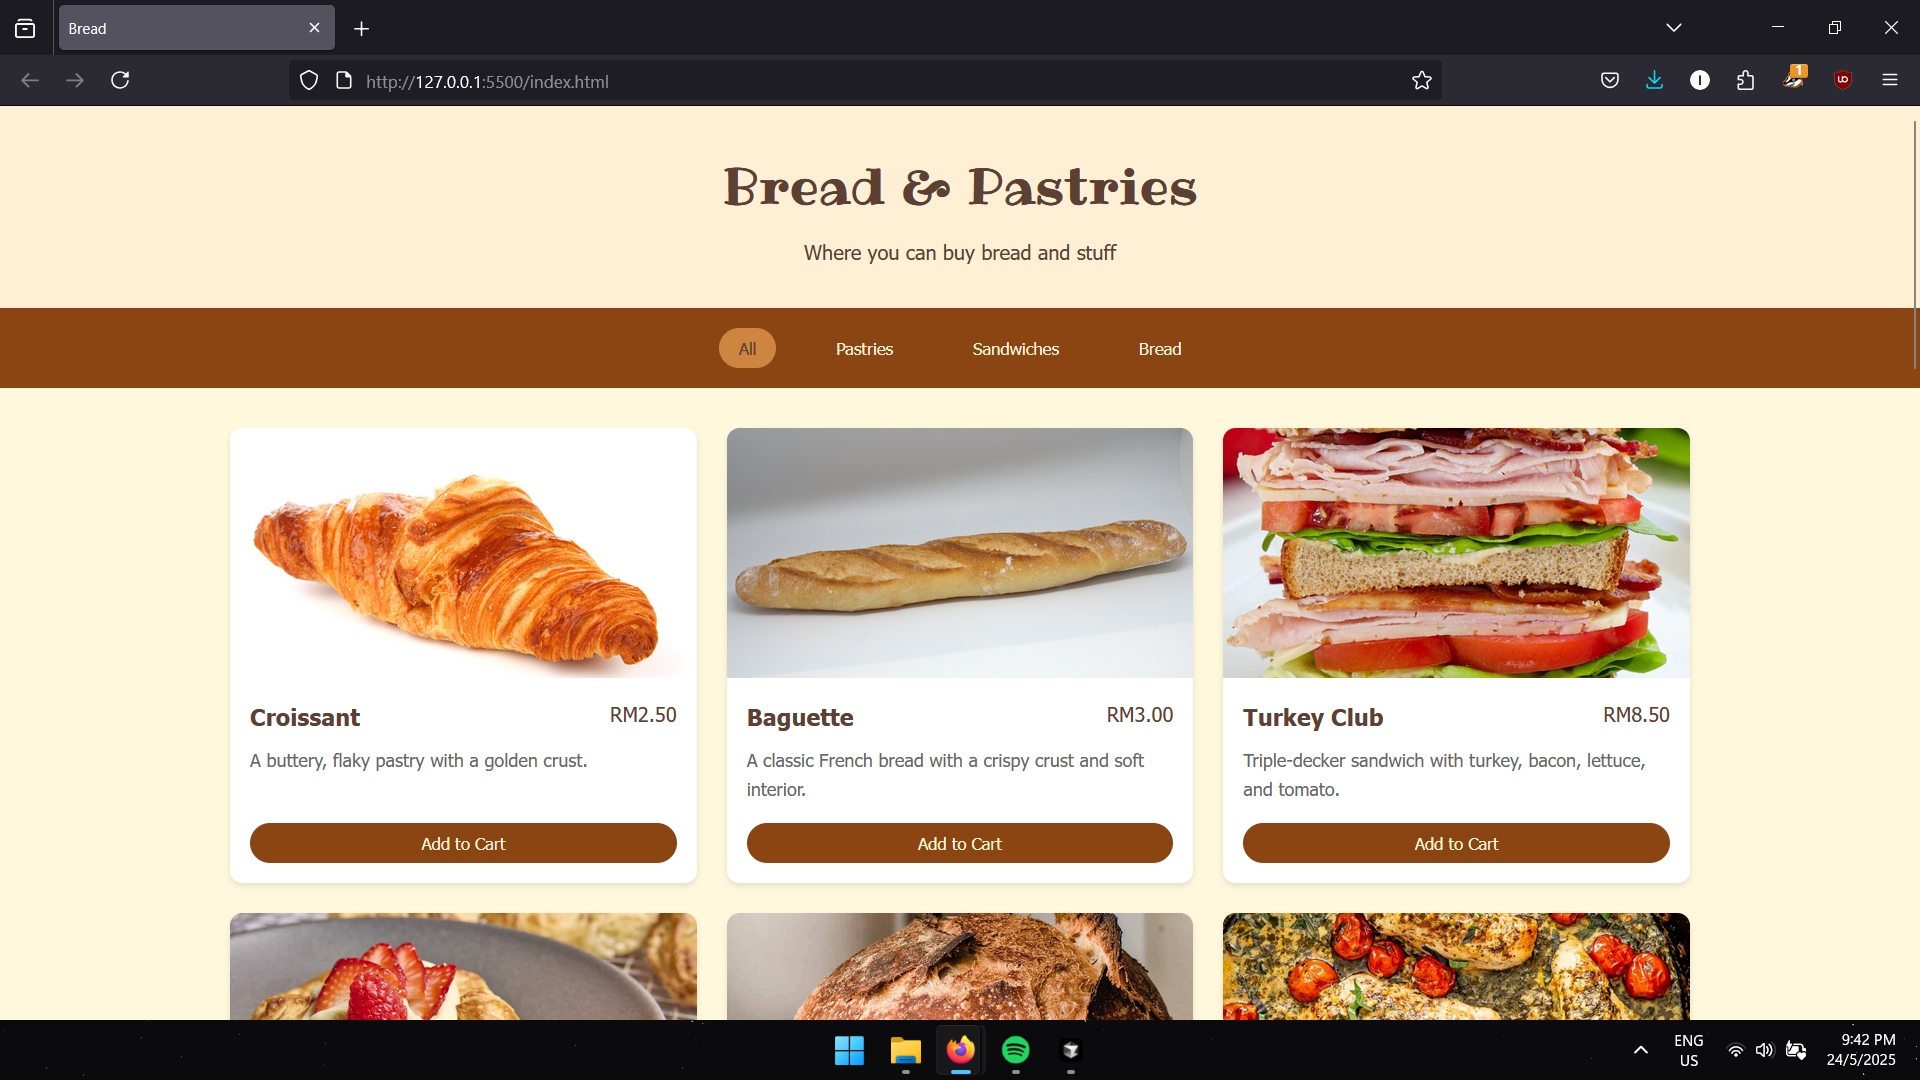 Bread
http://127.0.0.1:5500/index.html
1
Bread & Pastries
Where you can buy bread and stuff
All
Pastries
Sandwiches
Bread
Croissant
RM2.50
A buttery, flaky pastry with a golden crust.
Add to Cart
Baguette
RM3.00
A classic French bread with a crispy crust and soft
interior.
Add to Cart
Turkey Club
RM8.50
Triple-decker sandwich with turkey, bacon, lettuce,
and tomato.
Add to Cart
ENG
US
9:42 PM
24/5/2025